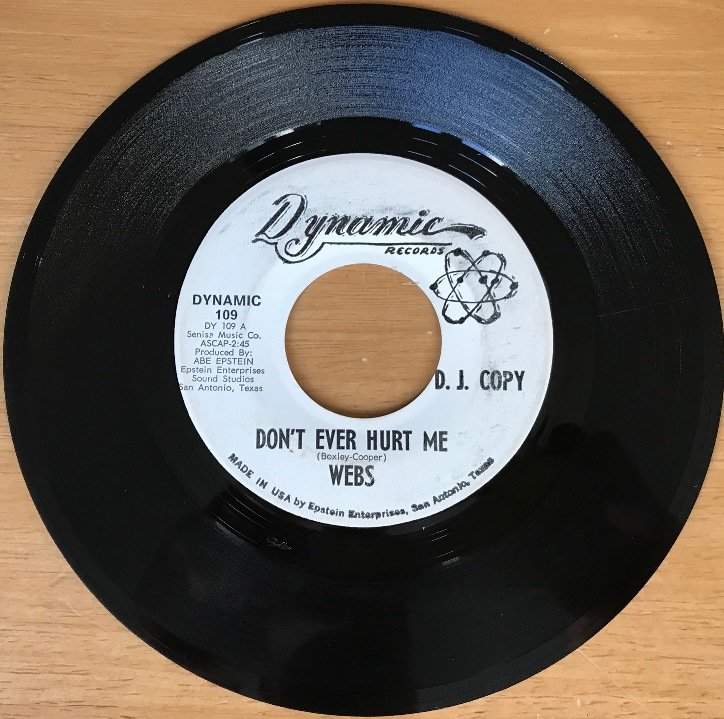 Dynamic
RECORDS
DYNAMIC
109
DY 109 A
Senisa Music Co.
ASCAP-2:45
Produced By:
ABE EPSTEIN
Epstein Enterprises
Sound Studios
San Antonio, Texas
D. J. COPY
DON'T EVER HURT ME
(Boxley-Cooper)
WEBS
MADE IN USA by Epstein Enterprises, San Antonio, Texas